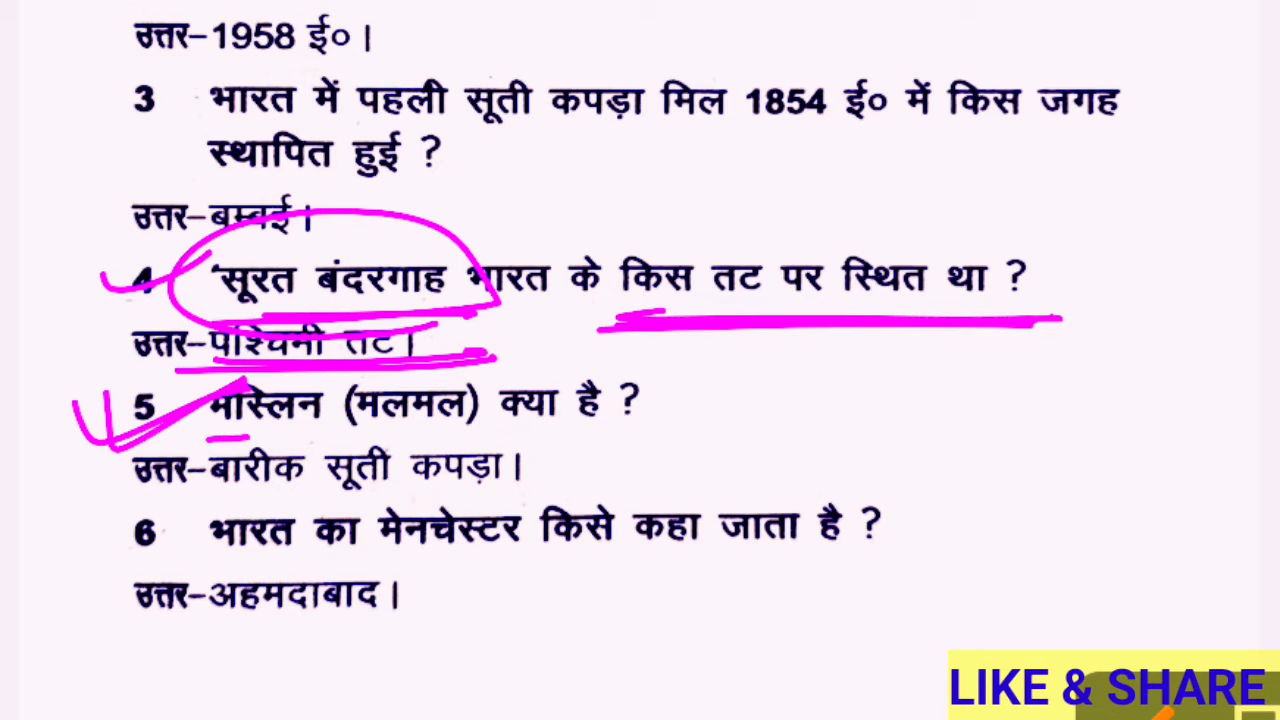 उत्तर-1958 ई० ।
3 भारत में पहली सूती कपड़ा मिल 1854 ई० में किस जगह
स्थापित हुई ?
उत्तर-बम्बई ।
4 'सूरत बंदरगाह भारत के किस तट पर स्थित था ?
उत्तर-पश्चिमी तट ।
5 मस्लिन (मलमल) क्या है ?
उत्तर-बारीक सूती कपड़ा ।
6 भारत का मेनचेस्टर किसे कहा जाता है ?
उत्तर-अहमदाबाद ।
LIKE & SHARE